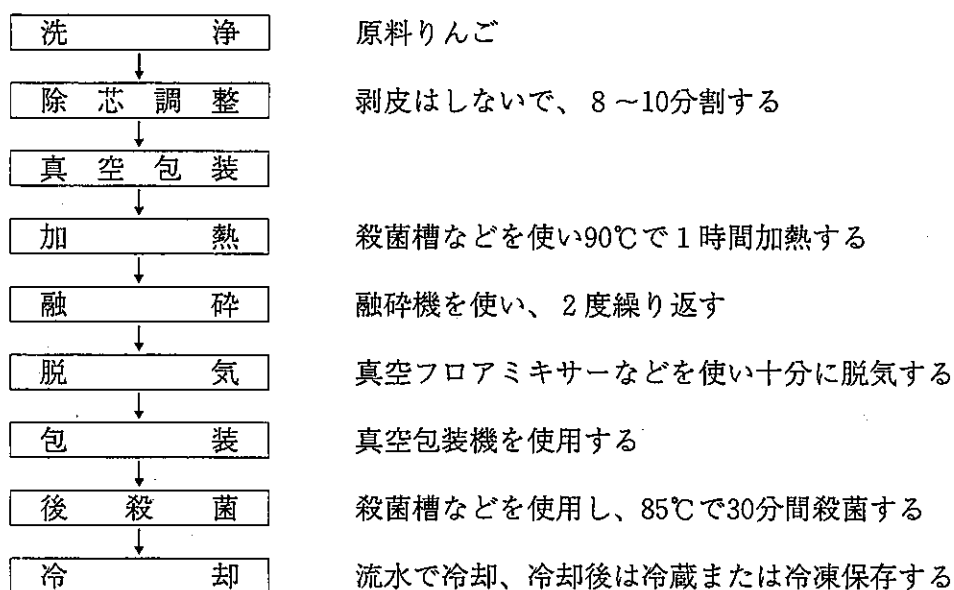 洗浄 原料りんご
除芯調整 剥皮はしないで、8~10分割する
真空包装
加熱 殺菌槽などを使い90℃で1時間加熱する
融砕 融砕機を使い、2度繰り返す
脱気 真空フロアミキサーなどを使い十分に脱気する
包装 真空包装機を使用する
後殺菌 殺菌槽などを使用し、85℃で30分間殺菌する
冷却 流水で冷却、冷却後は冷蔵または冷凍保存する